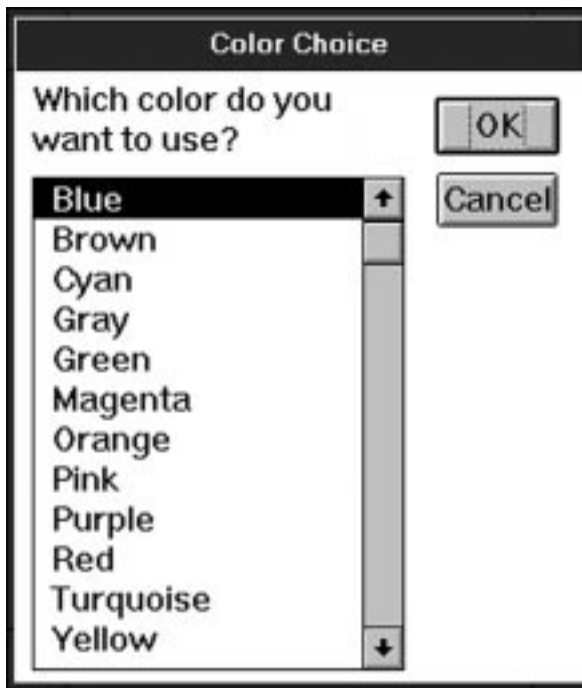 Color Choice
Which color do you
want to use?
OK
Cancel
Blue
Brown
Cyan
Gray
Green
Magenta
Orange
Pink
Purple
Red
Turquoise
Yellow